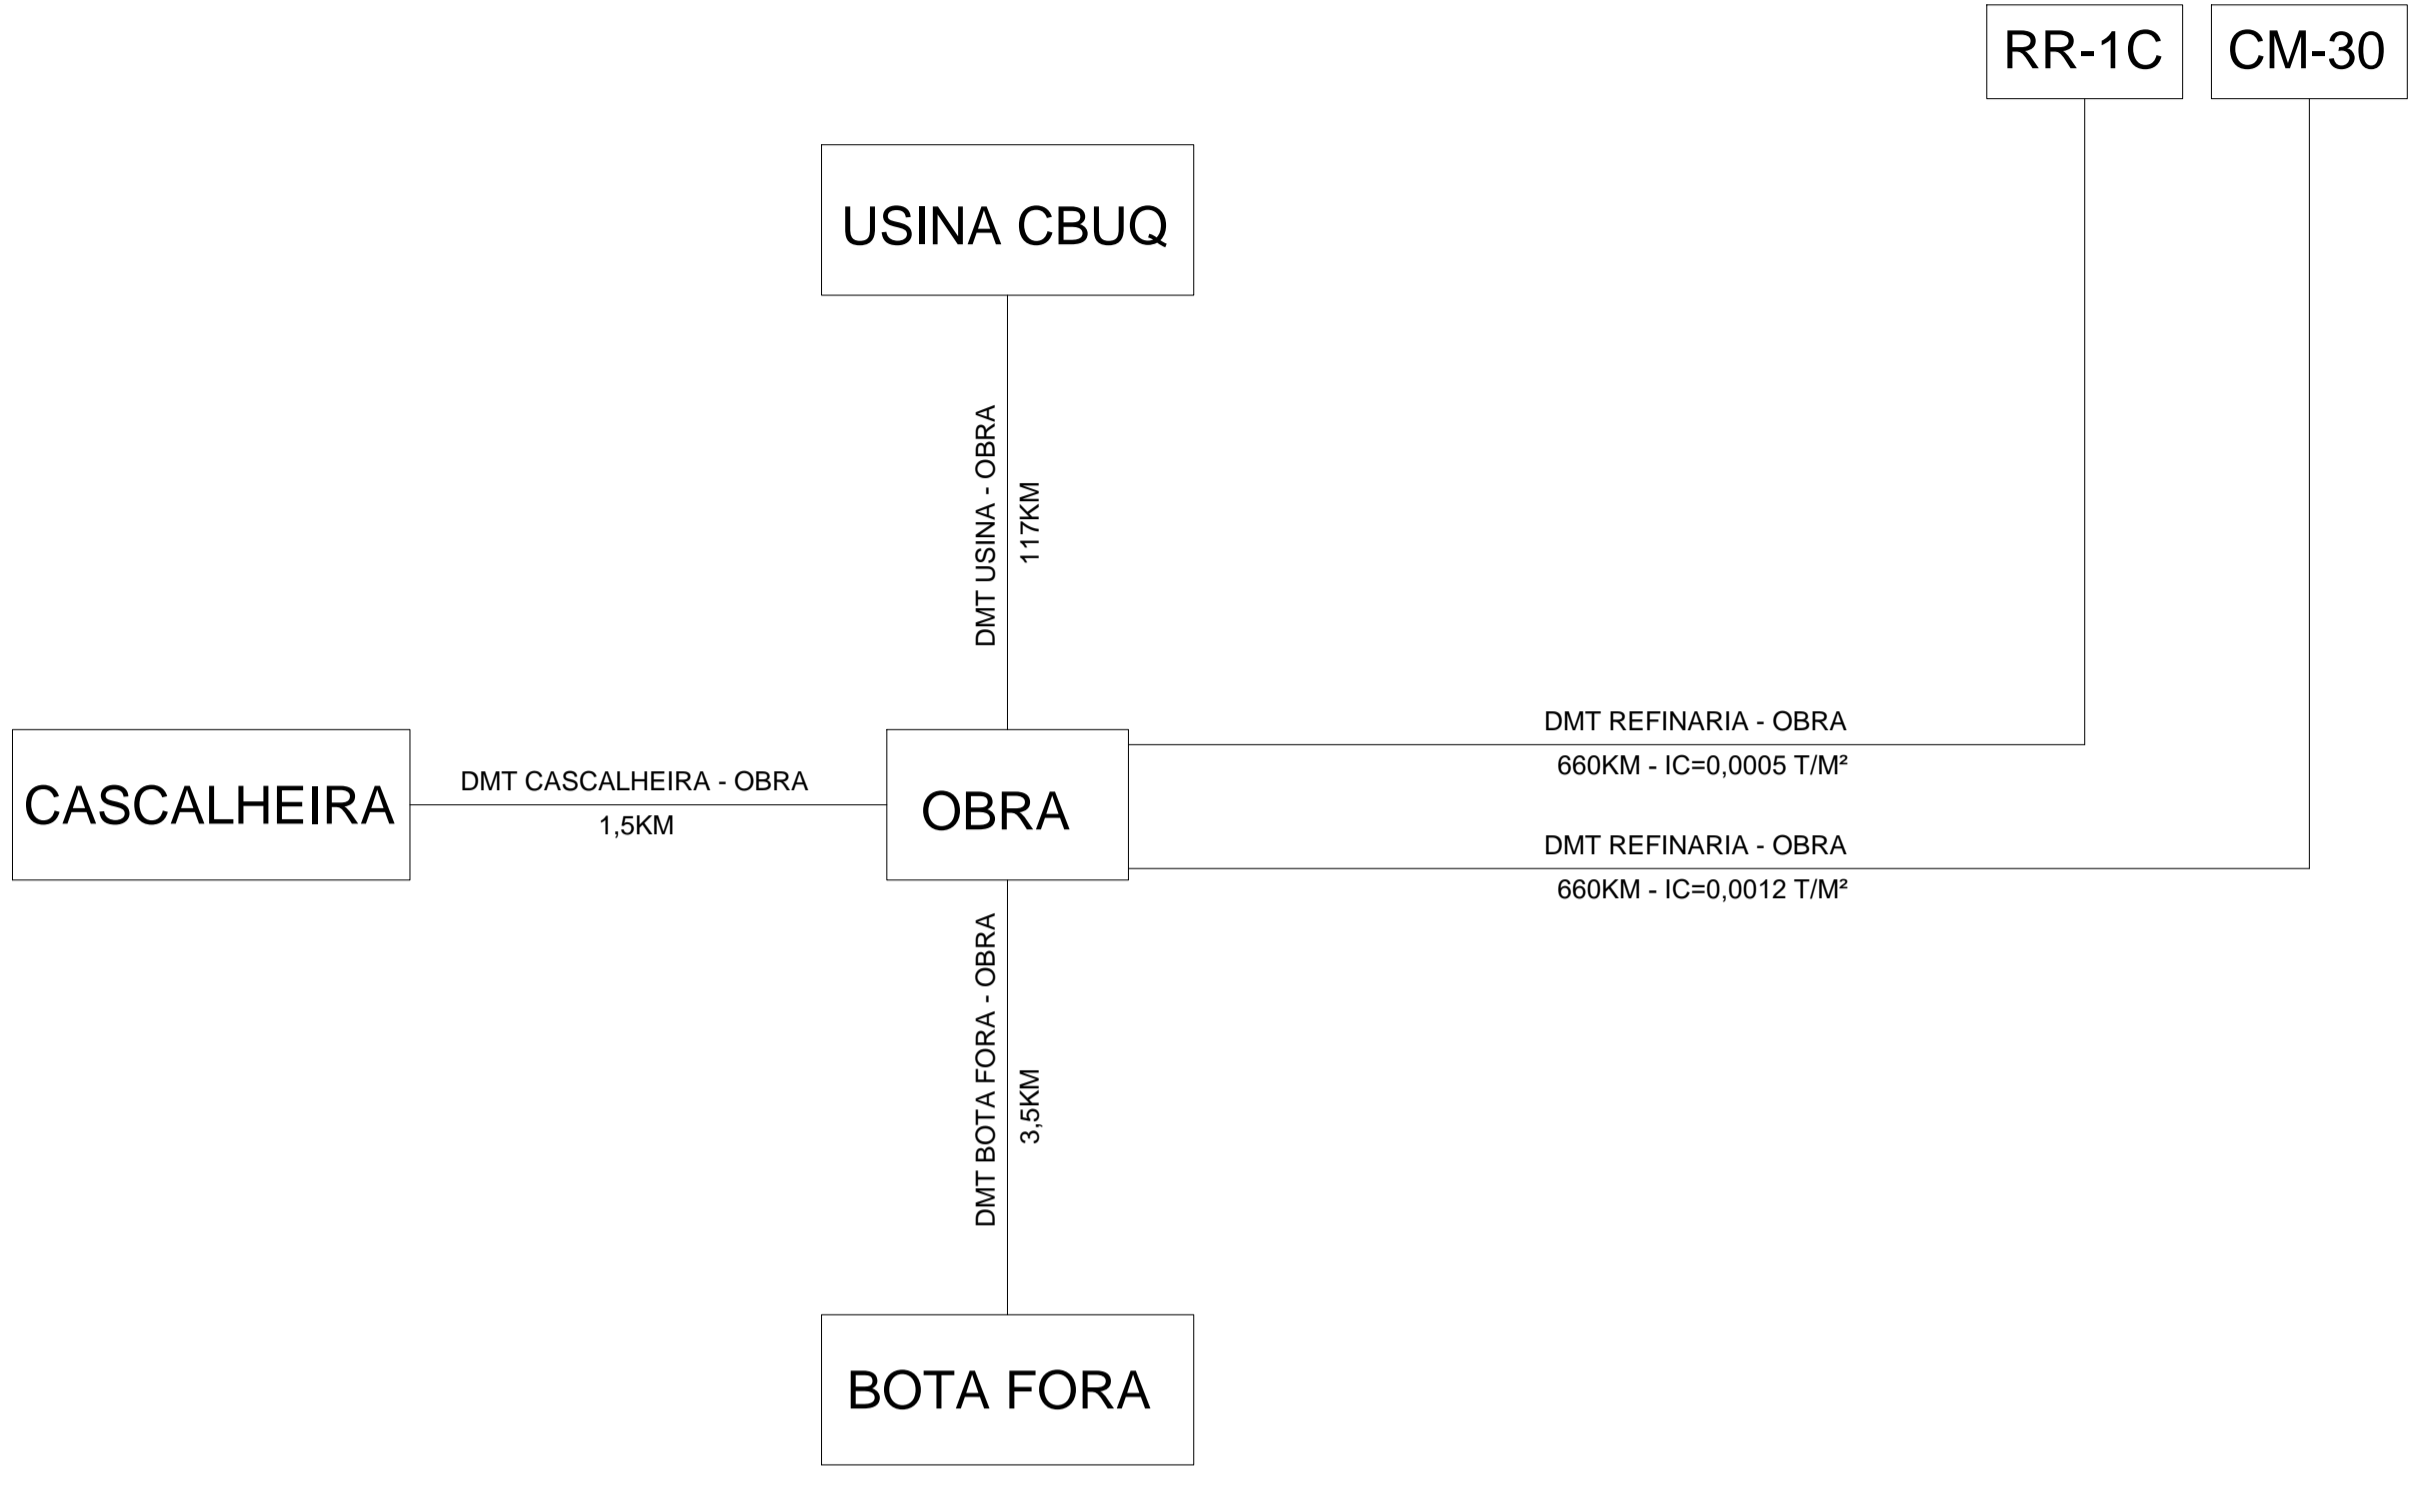 RR-1C
CM-30
USINA CBUQ
DMT USINA - OBRA
117KM
DMT REFINARIA - OBRA
660KM - IC=0,0005 T/M²
CASCALHEIRA
DMT CASCALHEIRA - OBRA
1,5KM
OBRA
DMT REFINARIA - OBRA
660KM - IC=0,0012 T/M²
DMT BOTA FORA - OBRA
3,5KM
BOTA FORA